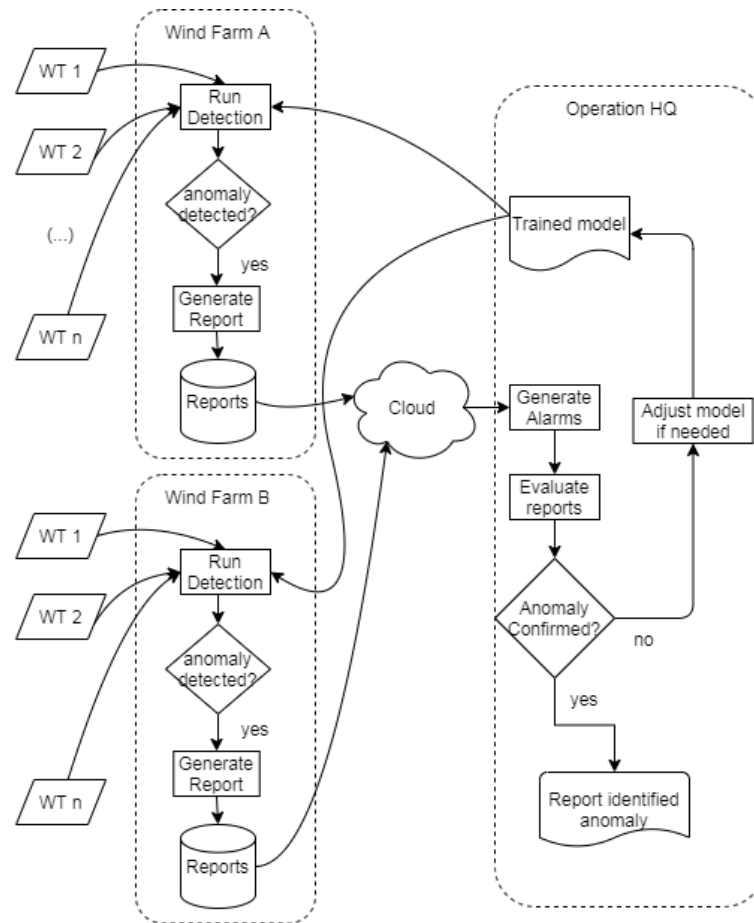 Wind Farm A
WT 1
Run
Detection
WT 2
anomaly
detected?
(...)
yes
Generate
Report
WT n
Reports
Wind Farm B
WT 1
Run
Detection
WT 2
anomaly
detected?
yes
Generate
Report
WT n
Reports
Cloud
Operation HQ
Trained model
Generate
Alarms
Adjust model
if needed
Evaluate
reports
Anomaly
Confirmed?
no
yes
Report identified
anomaly